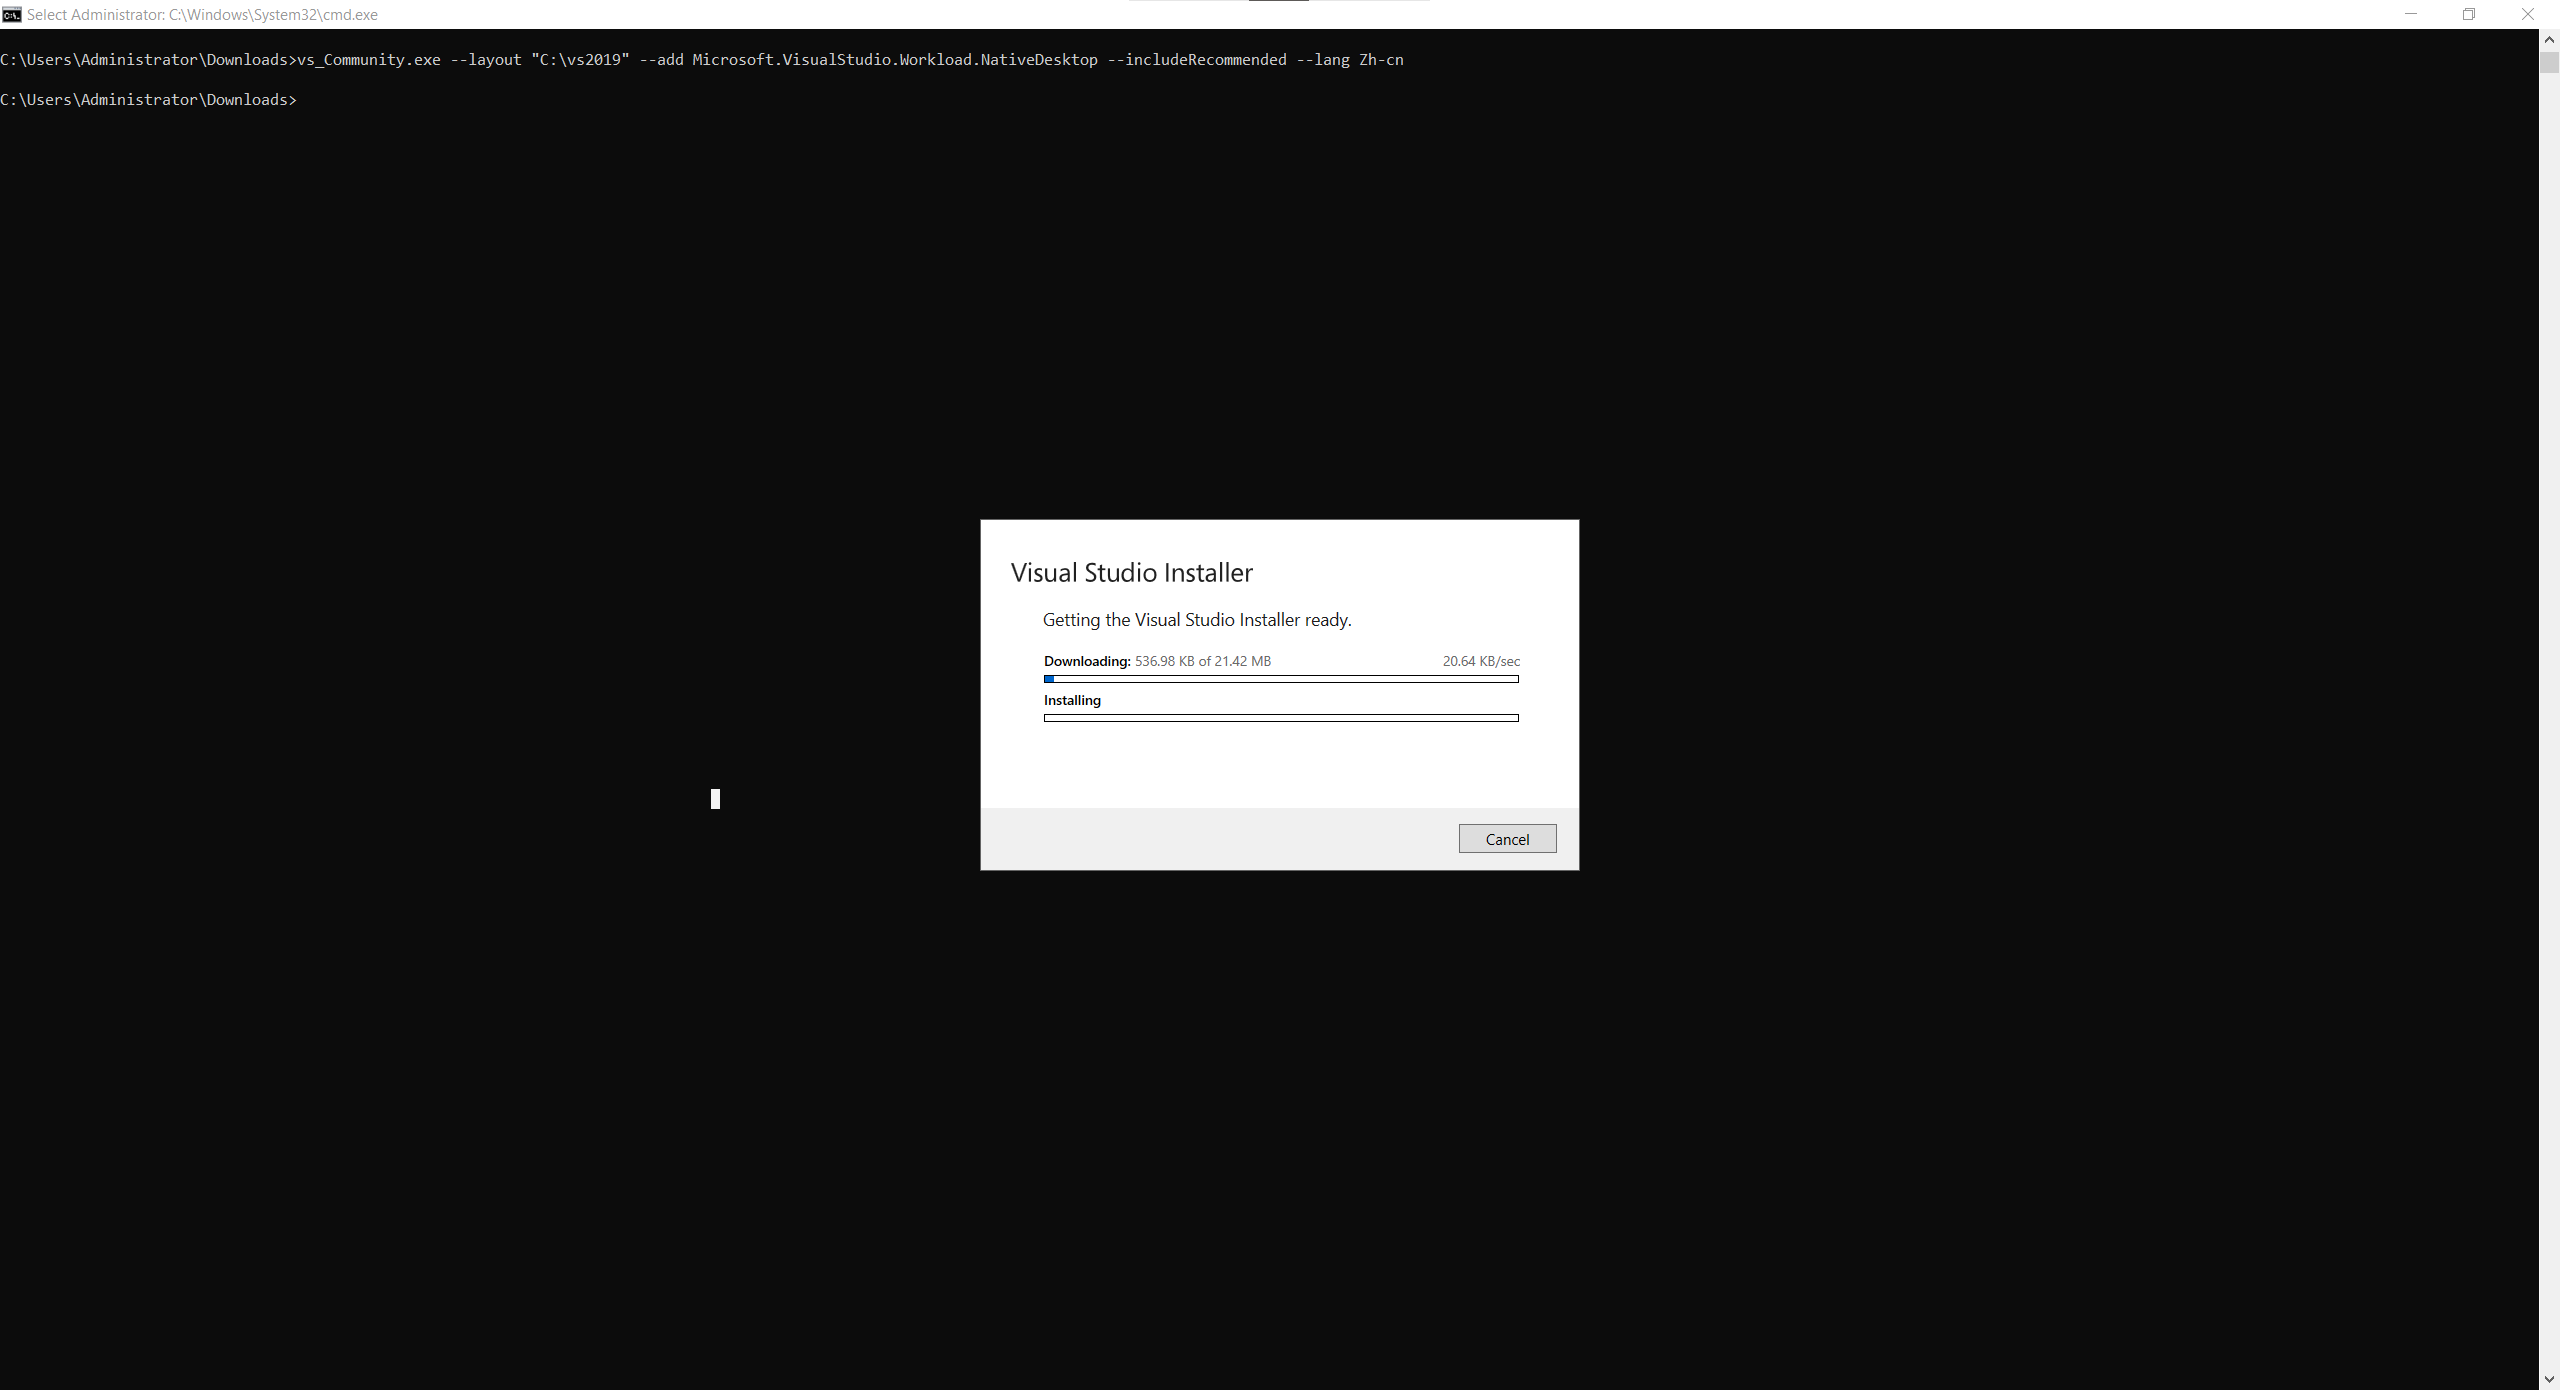 Select Administrator: C:\Windows\System32\cmd.exe
C:\Users\Administrator\Downloads>vs_Community.exe --layout "C:\vs2019" --add Microsoft.VisualStudio.Workload.NativeDesktop --includeRecommended --lang Zh-cn
C:\Users\Administrator\Downloads>
Visual Studio Installer
Getting the Visual Studio Installer ready.
Downloading: 536.98 KB of 21.42 MB 20.64 KB/sec
Installing
Cancel